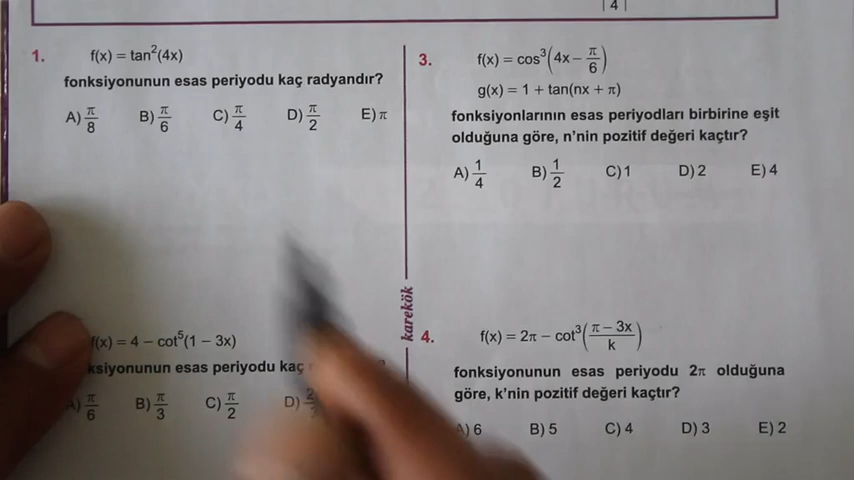 4
1. f(x) = tan²(4x)
fonksiyonunun esas periyodu kaç radyandır?
A) π/8 B) π/6 C) π/4 D) π/2 E) π
f(x) = 4 – cot⁵(1 – 3x)
ksiyonunun esas periyodu kaç
A) π/6 B) π/3 C) π/2 D)
karekök
3. f(x) = cos³(4x – π/6)
g(x) = 1 + tan(nx + π)
fonksiyonlarının esas periyodları birbirine eşit
olduğuna göre, n'nin pozitif değeri kaçtır?
A) 1/4 B) 1/2 C) 1 D) 2 E) 4
4. f(x) = 2π – cot³((π – 3x)/k)
fonksiyonunun esas periyodu 2π olduğuna
göre, k'nin pozitif değeri kaçtır?
A) 6 B) 5 C) 4 D) 3 E) 2